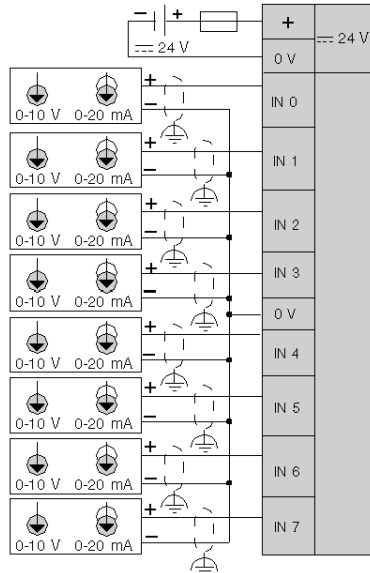 − + +
⎓ 24 V
⎓ 24 V
0 V
+
−
0-10 V 0-20 mA
IN 0
+
−
0-10 V 0-20 mA
IN 1
+
−
0-10 V 0-20 mA
IN 2
+
−
0-10 V 0-20 mA
IN 3
0 V
+
−
0-10 V 0-20 mA
IN 4
+
−
0-10 V 0-20 mA
IN 5
+
−
0-10 V 0-20 mA
IN 6
+
−
0-10 V 0-20 mA
IN 7